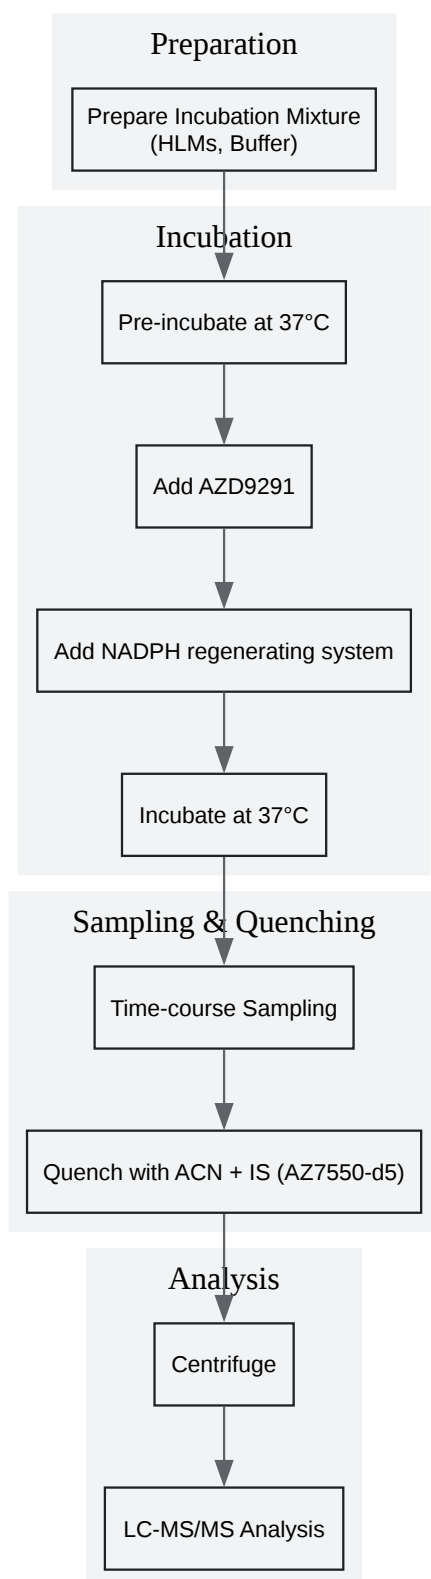 Preparation
Prepare Incubation Mixture
(HLMs, Buffer)
Incubation
Pre-incubate at 37°C
Add AZD9291
Add NADPH regenerating system
Incubate at 37°C
Sampling & Quenching
Time-course Sampling
Quench with ACN + IS (AZ7550-d5)
Analysis
Centrifuge
LC-MS/MS Analysis